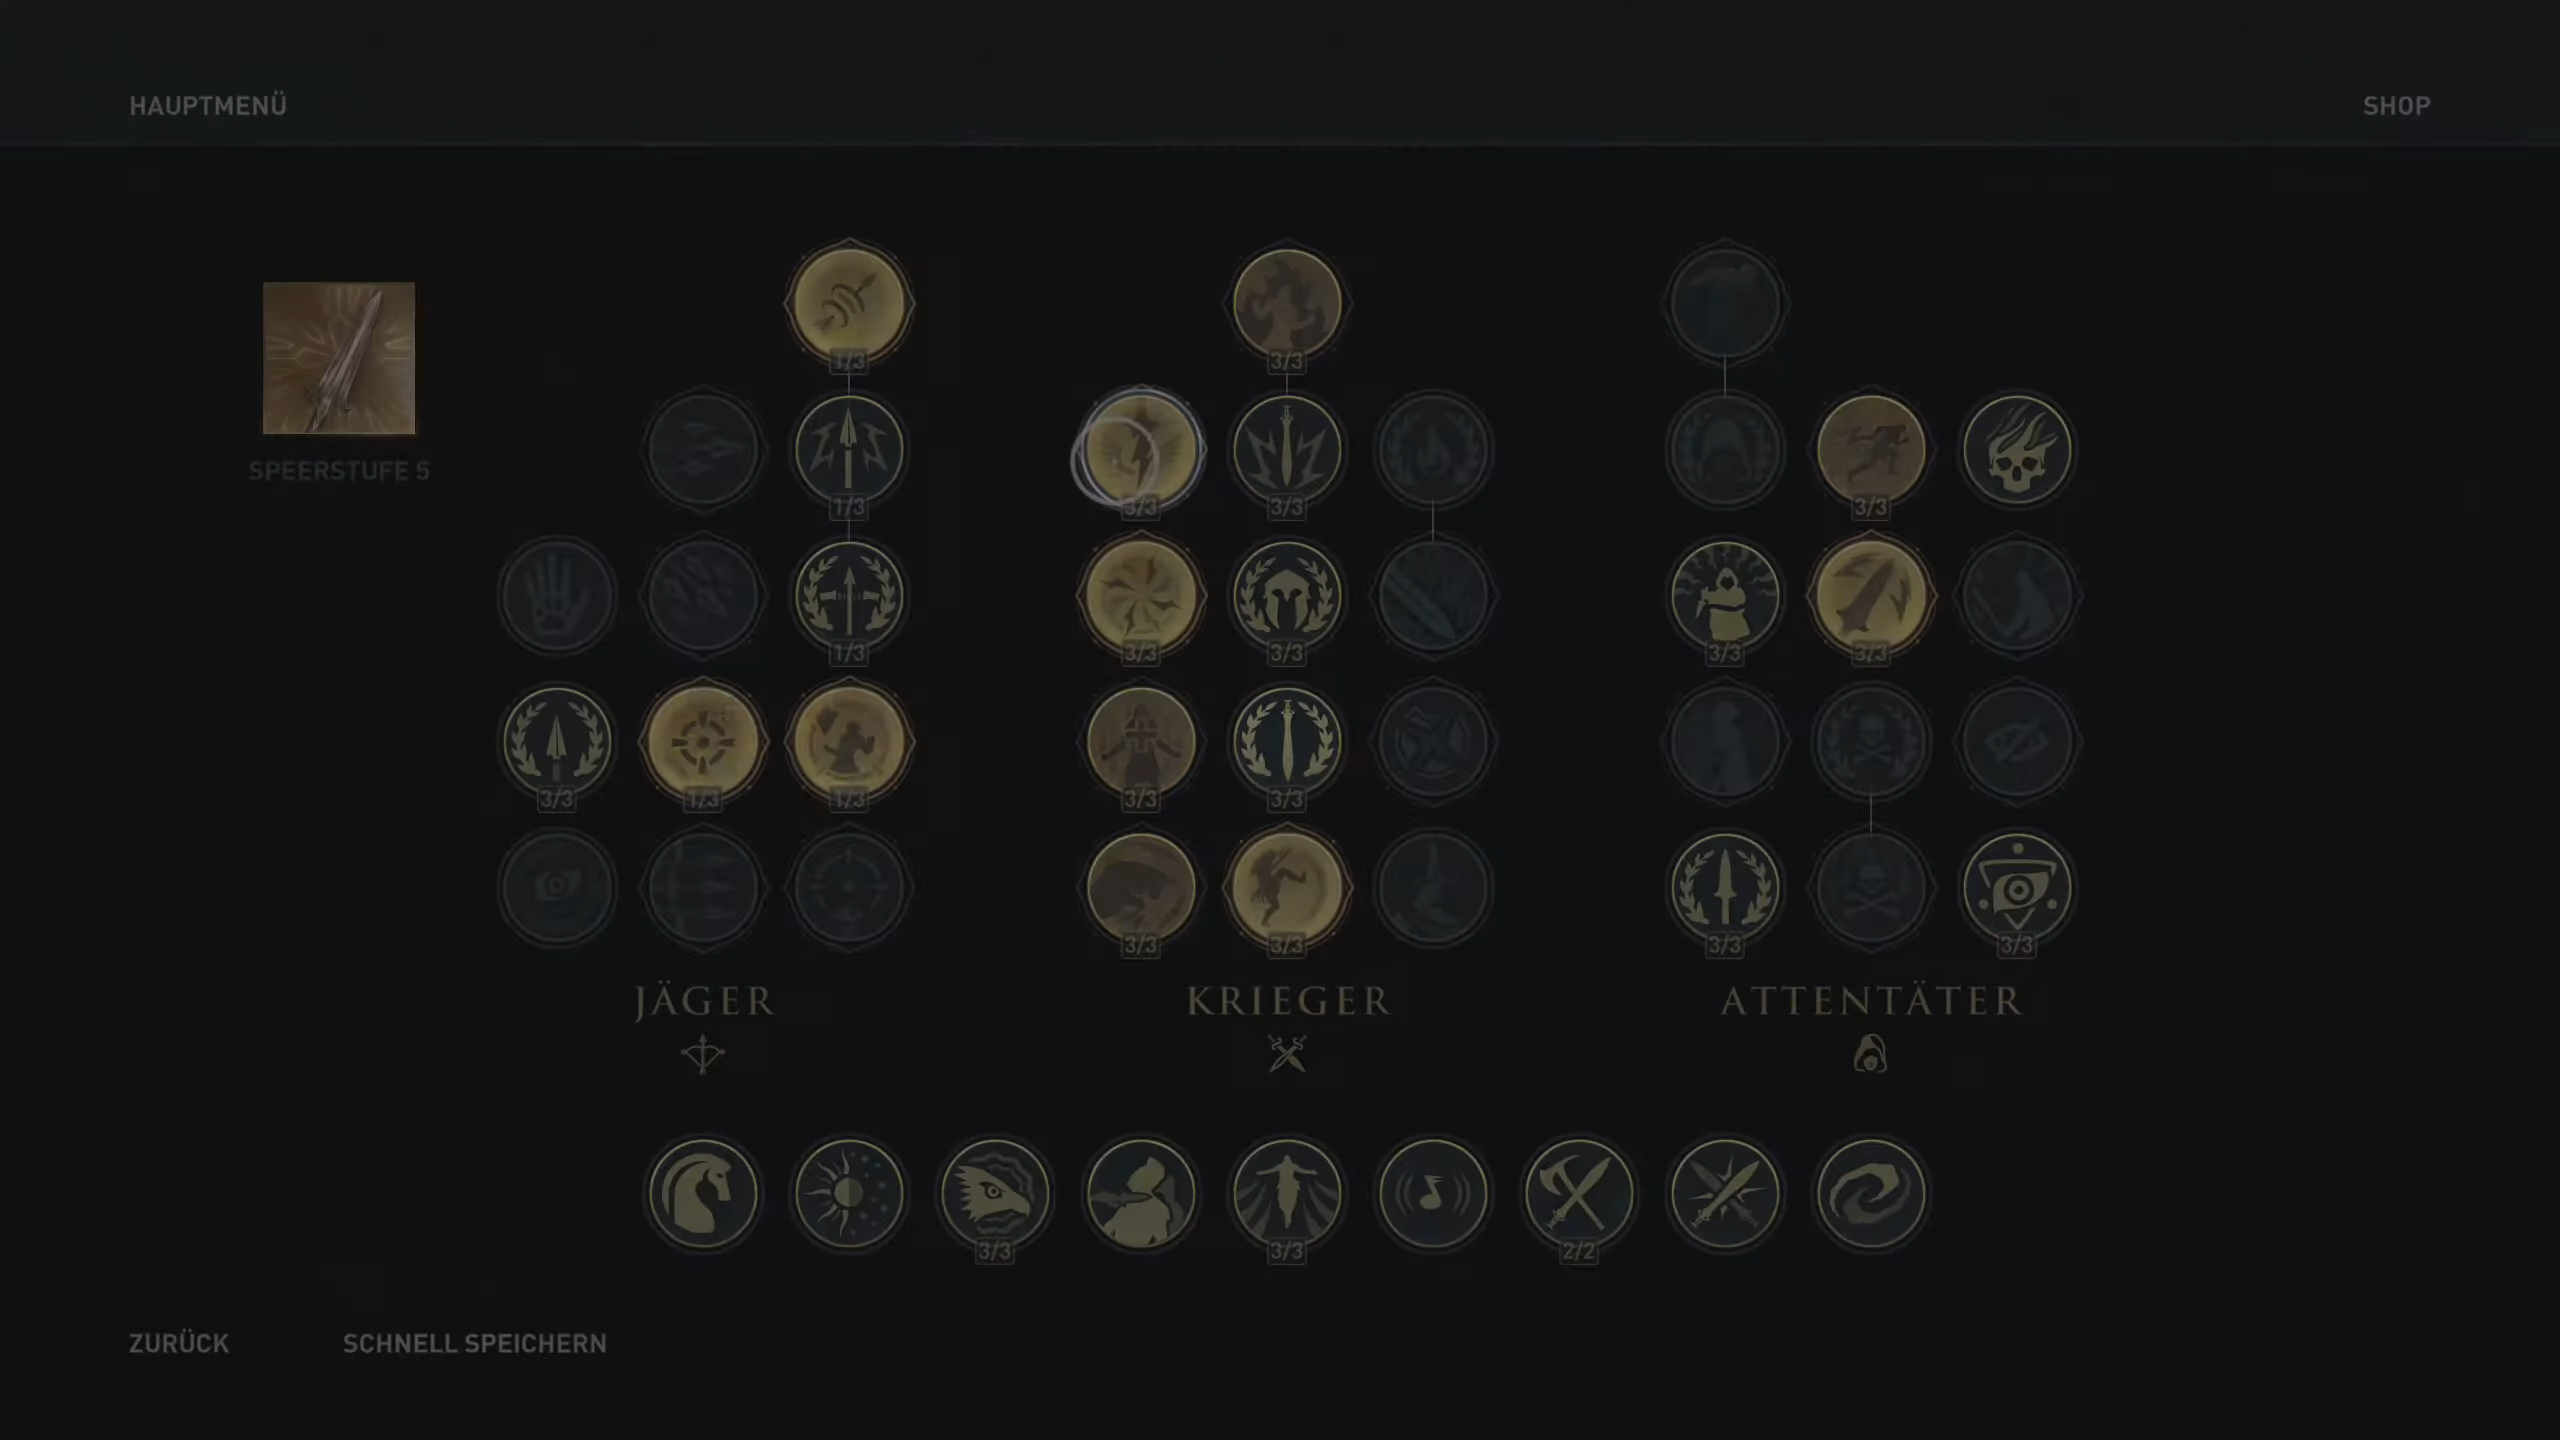 HAUPTMENÜ SHOP
1/3 3/3
SPEERSTUFE 5
1/3 3/3 3/3 3/3
1/3 3/3 3/3 3/3 3/3
3/3 1/3 1/3 3/3 3/3
3/3 3/3 3/3 3/3
JÄGER KRIEGER ATTENTÄTER
3/3 3/3 2/2
ZURÜCK SCHNELL SPEICHERN